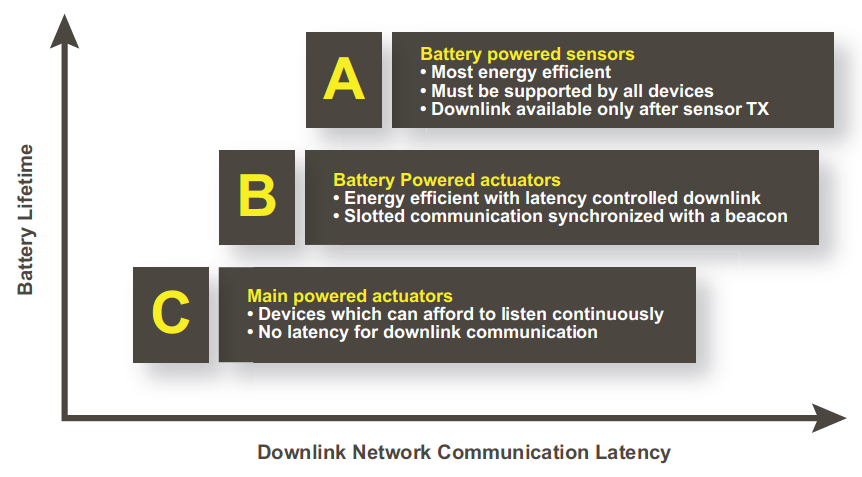 A
Battery powered sensors
• Most energy efficient
• Must be supported by all devices
• Downlink available only after sensor TX
B
Battery Powered actuators
• Energy efficient with latency controlled downlink
• Slotted communication synchronized with a beacon
C
Main powered actuators
• Devices which can afford to listen continuously
• No latency for downlink communication
Battery Lifetime
Downlink Network Communication Latency